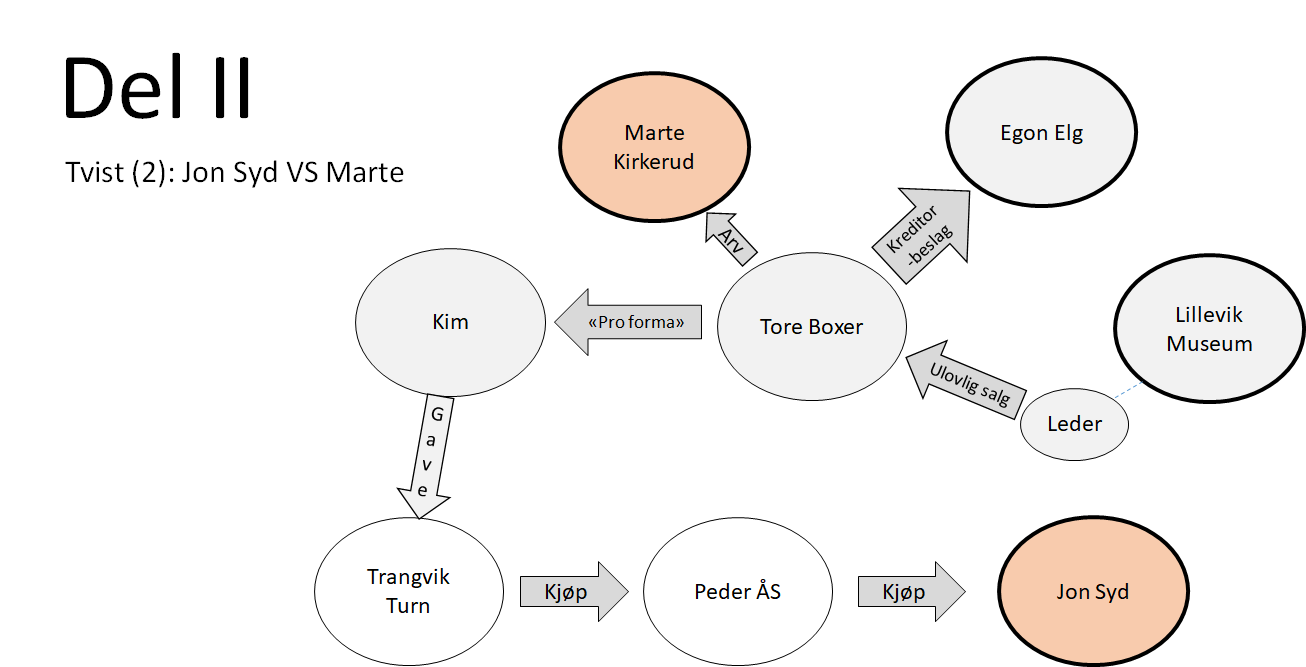 Del II
Tvist (2): Jon Syd VS Marte
Marte
Kirkerud
Egon Elg
Arv
Kreditor
-beslag
Kim
«Pro forma»
Tore Boxer
Lillevik
Museum
Ulovlig salg
Leder
G
a
v
e
Trangvik
Turn
Kjøp
Peder ÅS
Kjøp
Jon Syd